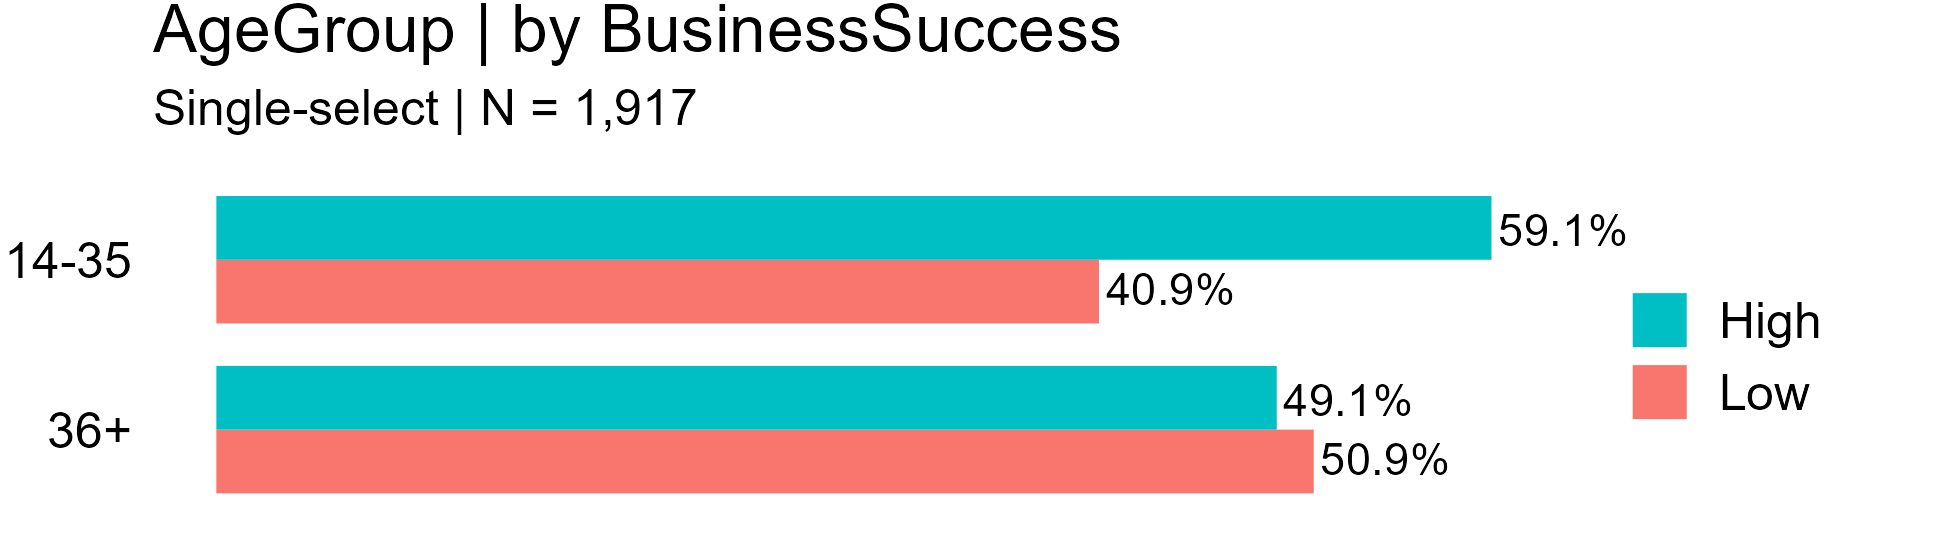 AgeGroup | by BusinessSuccess
Single-select | N = 1,917
14-35
59.1%
40.9%
36+
49.1%
50.9%
High
Low